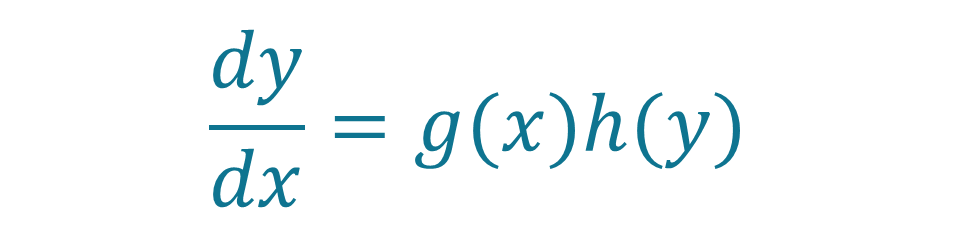 dy/dx = g(x)h(y)